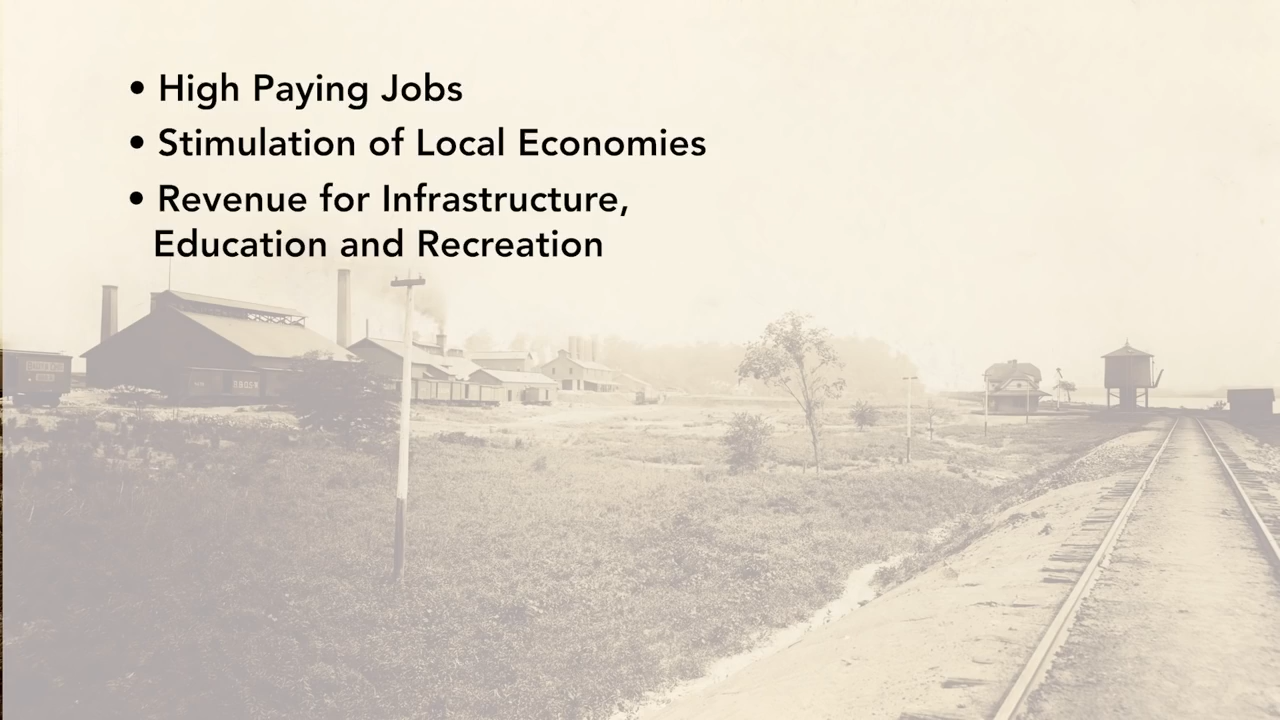 • High Paying Jobs
• Stimulation of Local Economies
• Revenue for Infrastructure,
Education and Recreation